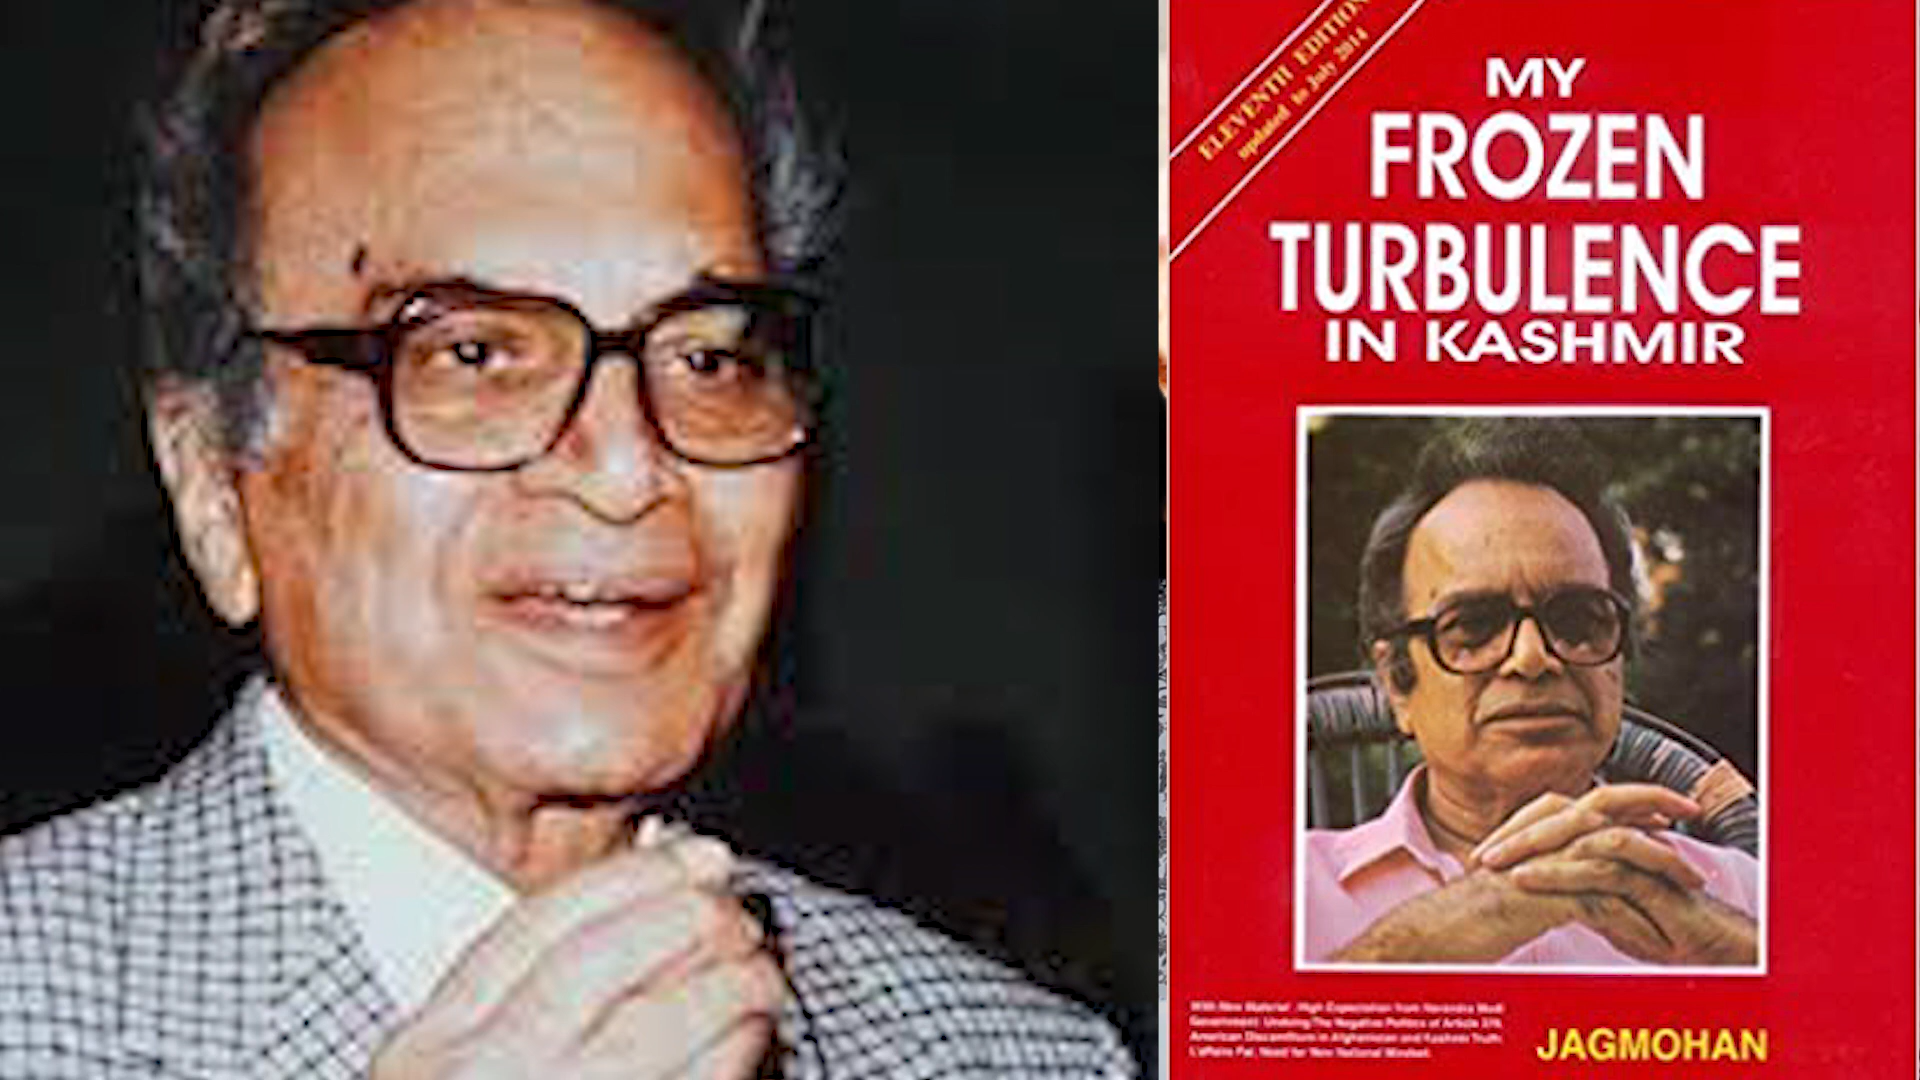 ELEVENTH EDITION
updated to July 2014
MY
FROZEN
TURBULENCE
IN KASHMIR
With New Material : High Expectation from Narendra Modi
Government; Undoing The Negative Politics of Article 370,
American Discomfiture in Afghanistan and Kashmir Truth:
L'affaire Pal; Need for New National Mindset.
JAGMOHAN